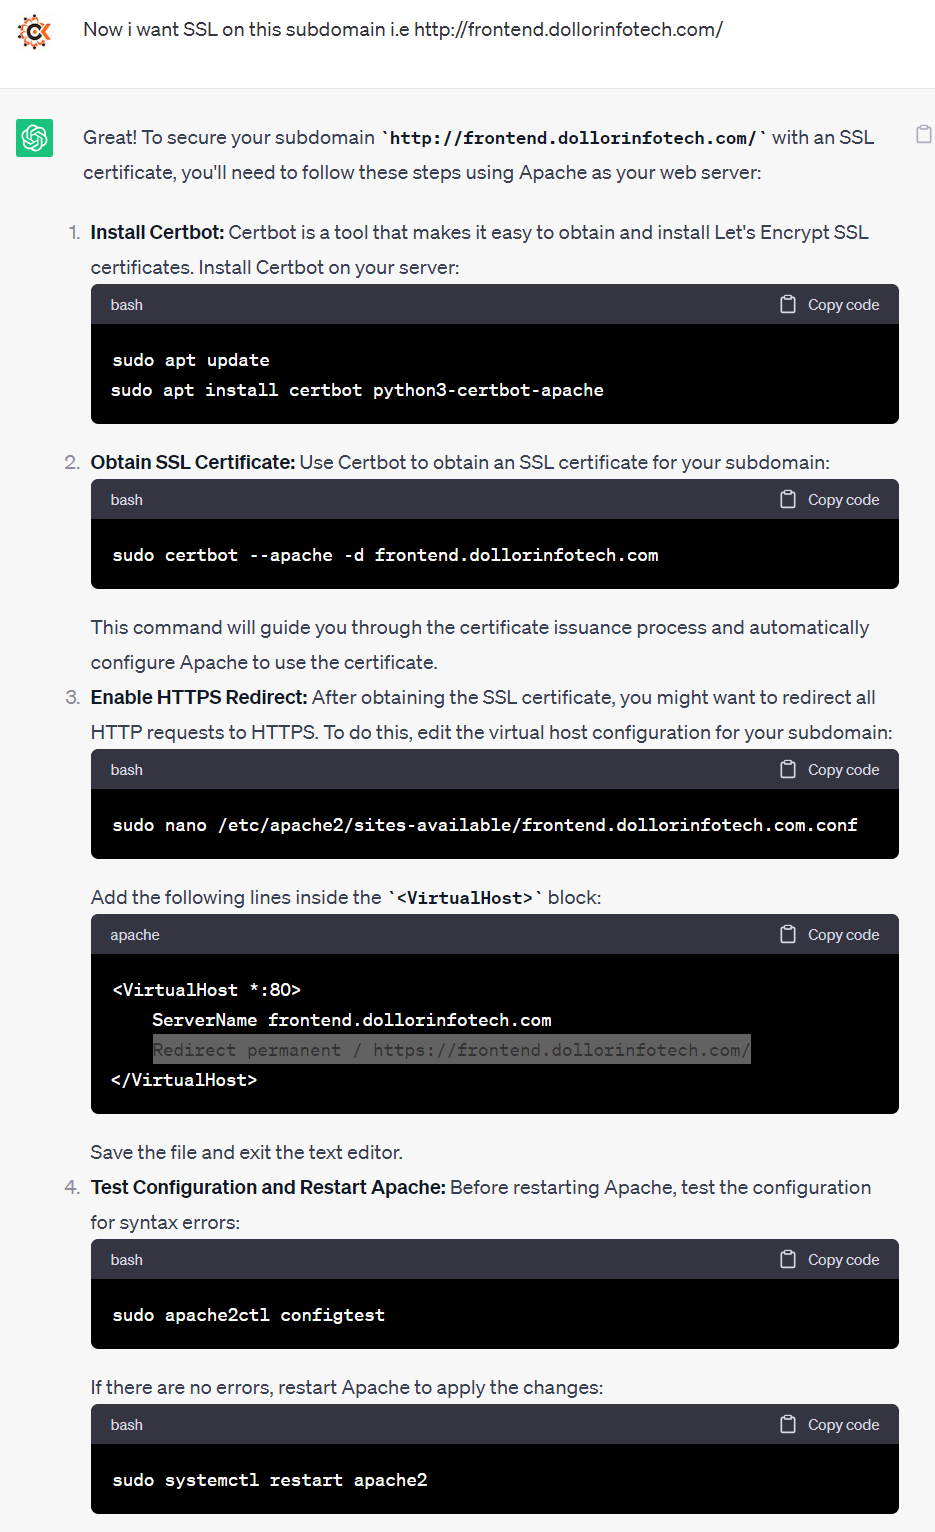 Now i want SSL on this subdomain i.e http://frontend.dollorinfotech.com/
Great! To secure your subdomain `http://frontend.dollorinfotech.com/` with an SSL
certificate, you'll need to follow these steps using Apache as your web server:
1. Install Certbot: Certbot is a tool that makes it easy to obtain and install Let's Encrypt SSL
certificates. Install Certbot on your server:
bash Copy code
sudo apt update
sudo apt install certbot python3-certbot-apache
2. Obtain SSL Certificate: Use Certbot to obtain an SSL certificate for your subdomain:
bash Copy code
sudo certbot --apache -d frontend.dollorinfotech.com
This command will guide you through the certificate issuance process and automatically
configure Apache to use the certificate.
3. Enable HTTPS Redirect: After obtaining the SSL certificate, you might want to redirect all
HTTP requests to HTTPS. To do this, edit the virtual host configuration for your subdomain:
bash Copy code
sudo nano /etc/apache2/sites-available/frontend.dollorinfotech.com.conf
Add the following lines inside the `<VirtualHost>` block:
apache Copy code
<VirtualHost *:80>
ServerName frontend.dollorinfotech.com
Redirect permanent / https://frontend.dollorinfotech.com/
</VirtualHost>
Save the file and exit the text editor.
4. Test Configuration and Restart Apache: Before restarting Apache, test the configuration
for syntax errors:
bash Copy code
sudo apache2ctl configtest
If there are no errors, restart Apache to apply the changes:
bash Copy code
sudo systemctl restart apache2